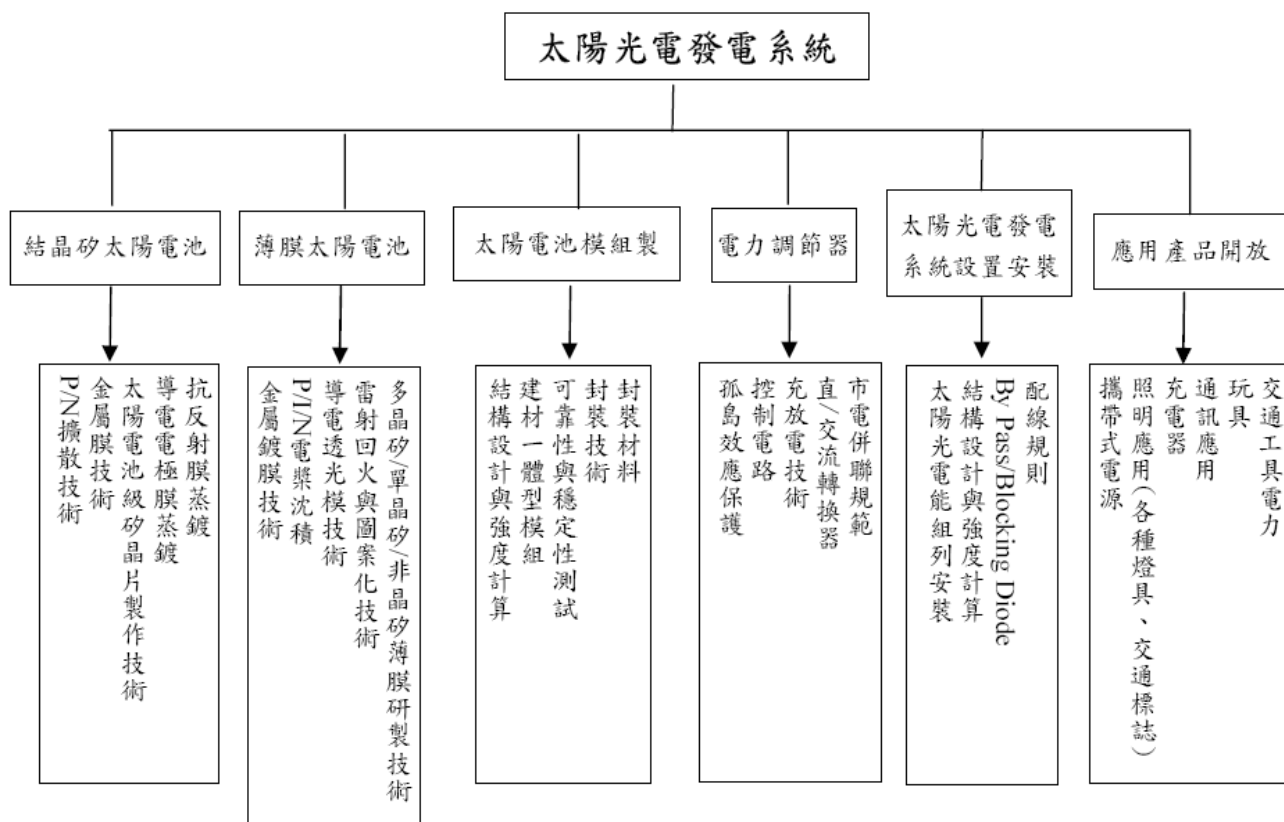 太陽光電發電系統
結晶矽太陽電池
薄膜太陽電池
太陽電池模組製
電力調節器
太陽光電發電
系統設置安裝
應用產品開放
抗反射膜蒸鍍
導電電極膜蒸鍍
太陽電池級矽晶片製作技術
金屬膜技術
P/N擴散技術
多晶矽/單晶矽/非晶矽薄膜研製技術
雷射回火與圖案化技術
導電透光模技術
P/I/N電漿沈積
金屬鍍膜技術
封裝材料
封裝技術
可靠性與穩定性測試
建材一體型模組
結構設計與強度計算
市電併聯規範
直/交流轉換器
充放電技術
控制電路
孤島效應保護
配線規則
By Pass/Blocking Diode
結構設計與強度計算
太陽光電能組列安裝
交通工具電力
玩具
通訊應用
充電器
照明應用(各種燈具、交通標誌)
攜帶式電源